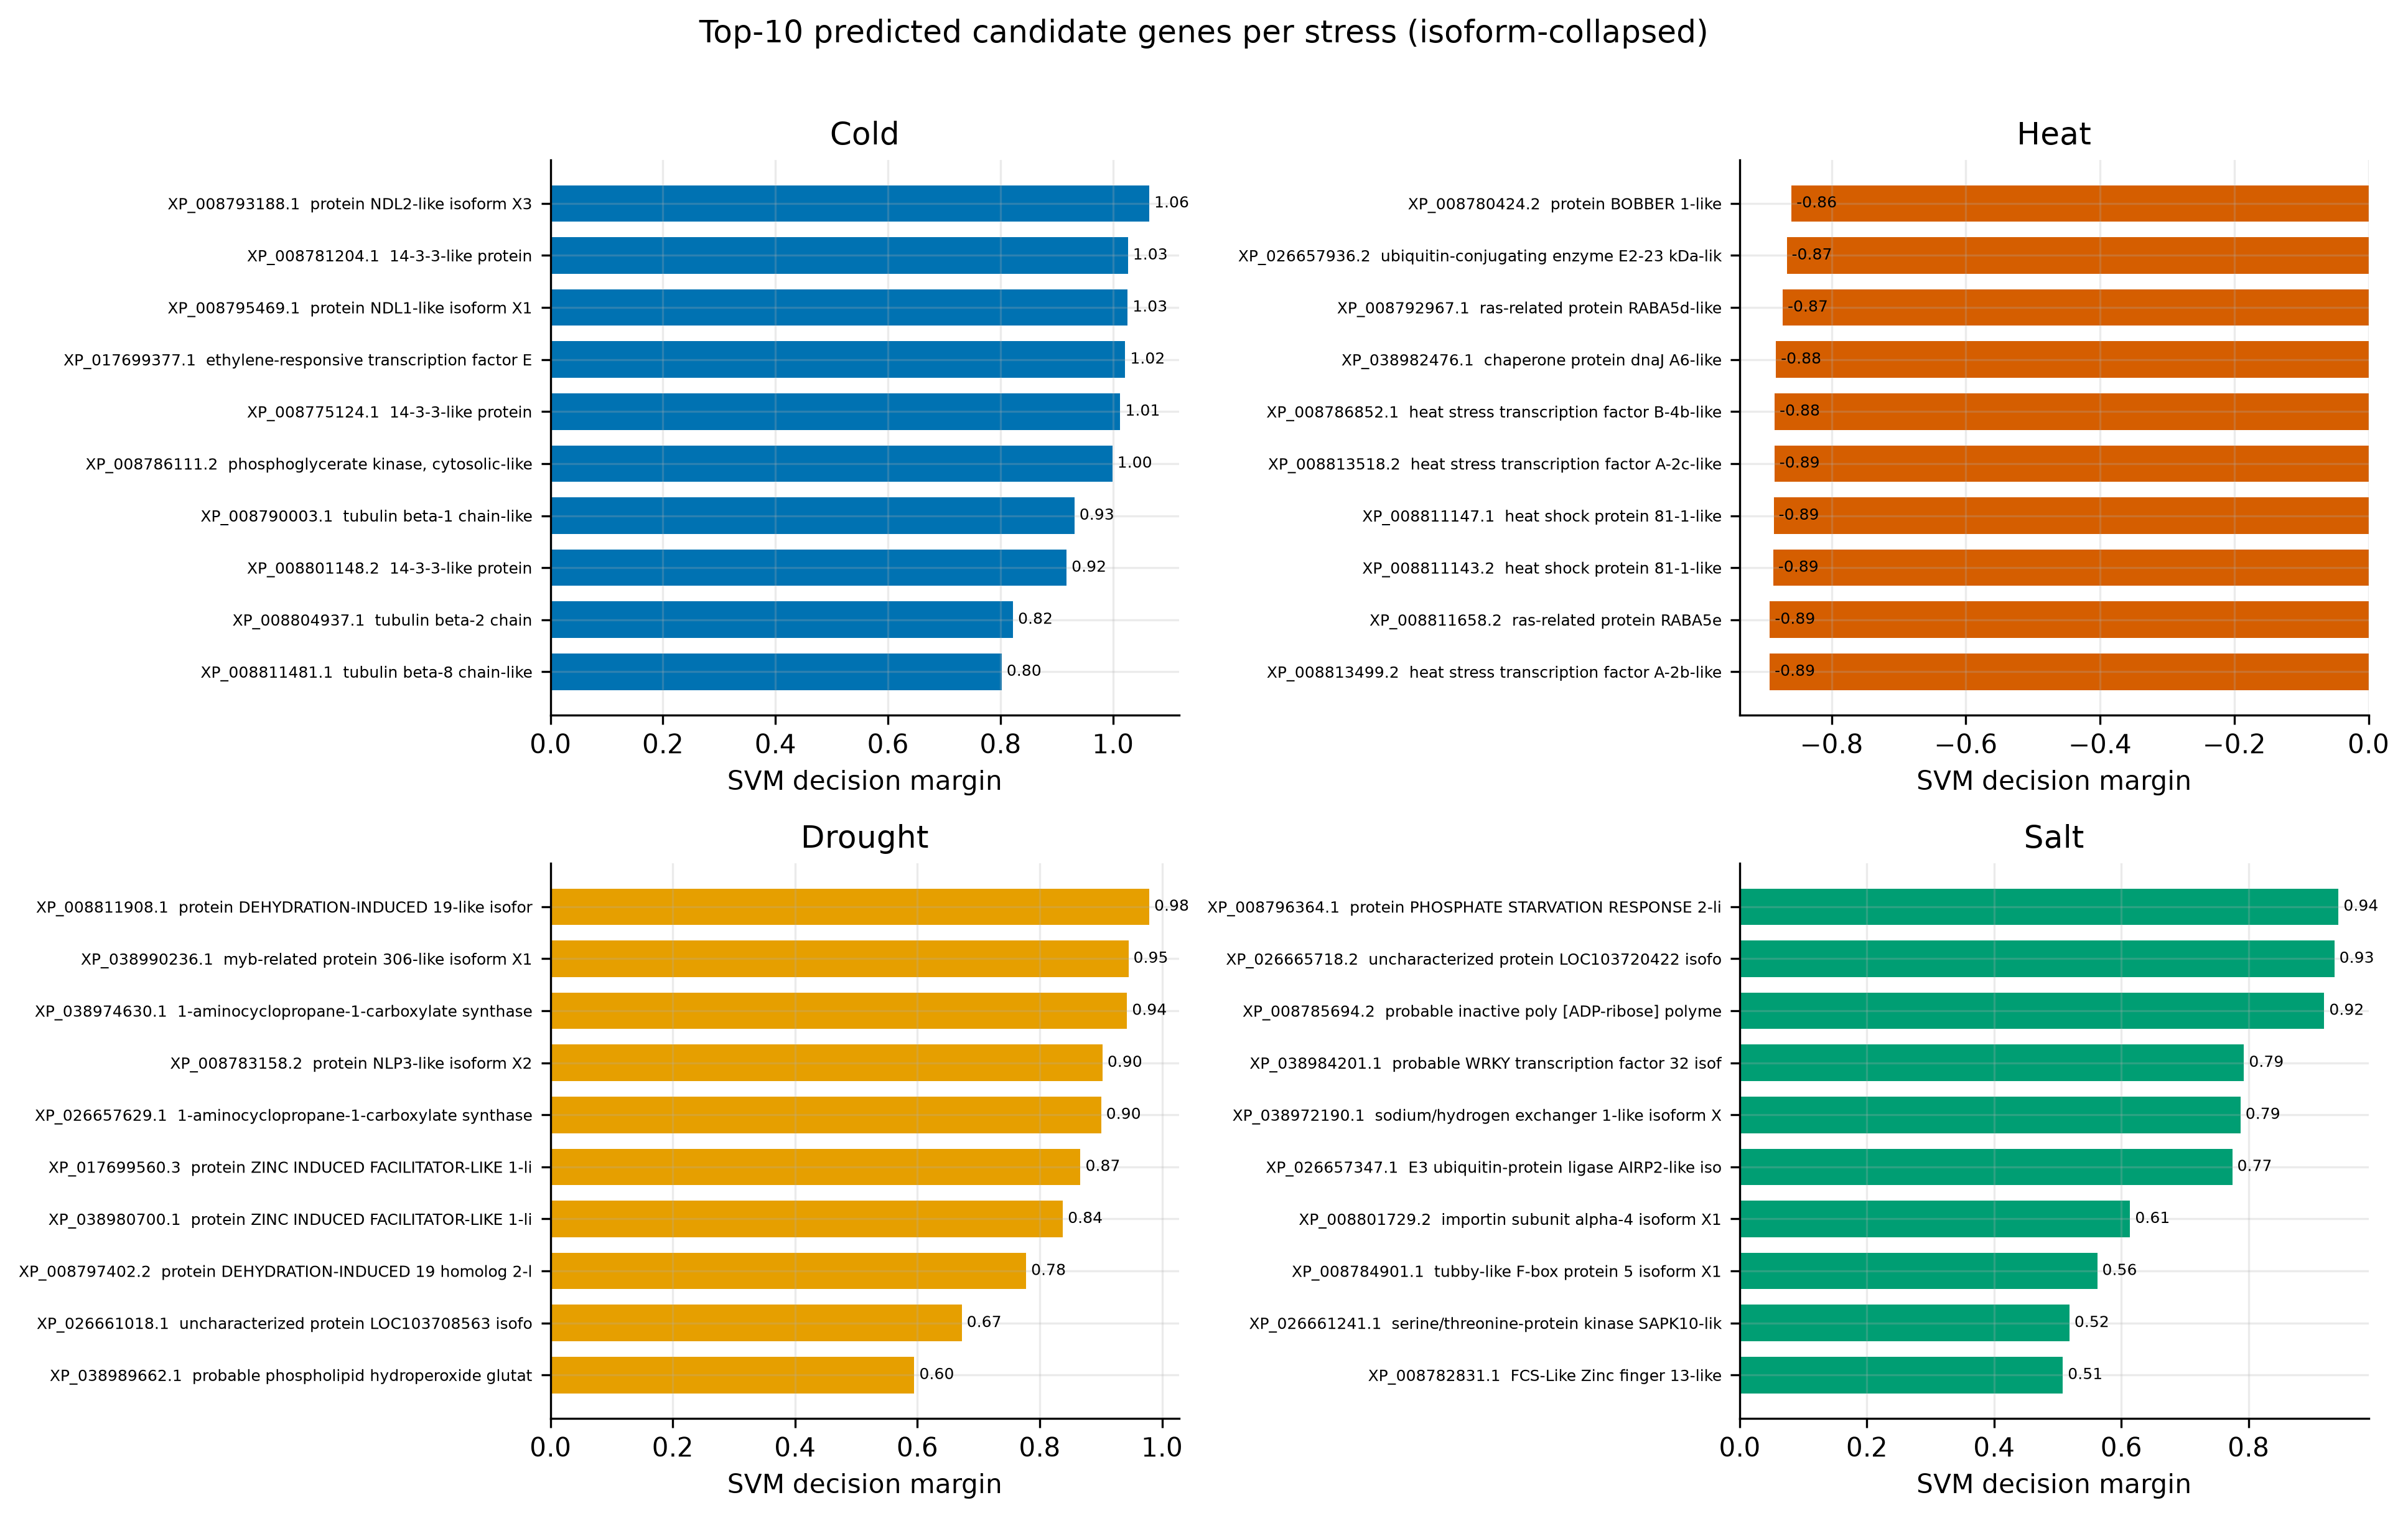 Top-10 predicted candidate genes per stress (isoform-collapsed)
Cold
XP_008793188.1 protein NDL2-like isoform X3 1.06
XP_008781204.1 14-3-3-like protein 1.03
XP_008795469.1 protein NDL1-like isoform X1 1.03
XP_017699377.1 ethylene-responsive transcription factor E 1.02
XP_008775124.1 14-3-3-like protein 1.01
XP_008786111.2 phosphoglycerate kinase, cytosolic-like 1.00
XP_008790003.1 tubulin beta-1 chain-like 0.93
XP_008801148.2 14-3-3-like protein 0.92
XP_008804937.1 tubulin beta-2 chain 0.82
XP_008811481.1 tubulin beta-8 chain-like 0.80
0.0 0.2 0.4 0.6 0.8 1.0
SVM decision margin
Heat
XP_008780424.2 protein BOBBER 1-like -0.86
XP_026657936.2 ubiquitin-conjugating enzyme E2-23 kDa-lik -0.87
XP_008792967.1 ras-related protein RABA5d-like -0.87
XP_038982476.1 chaperone protein dnaJ A6-like -0.88
XP_008786852.1 heat stress transcription factor B-4b-like -0.88
XP_008813518.2 heat stress transcription factor A-2c-like -0.89
XP_008811147.1 heat shock protein 81-1-like -0.89
XP_008811143.2 heat shock protein 81-1-like -0.89
XP_008811658.2 ras-related protein RABA5e -0.89
XP_008813499.2 heat stress transcription factor A-2b-like -0.89
−0.8 −0.6 −0.4 −0.2 0.0
SVM decision margin
Drought
XP_008811908.1 protein DEHYDRATION-INDUCED 19-like isofor 0.98
XP_038990236.1 myb-related protein 306-like isoform X1 0.95
XP_038974630.1 1-aminocyclopropane-1-carboxylate synthase 0.94
XP_008783158.2 protein NLP3-like isoform X2 0.90
XP_026657629.1 1-aminocyclopropane-1-carboxylate synthase 0.90
XP_017699560.3 protein ZINC INDUCED FACILITATOR-LIKE 1-li 0.87
XP_038980700.1 protein ZINC INDUCED FACILITATOR-LIKE 1-li 0.84
XP_008797402.2 protein DEHYDRATION-INDUCED 19 homolog 2-l 0.78
XP_026661018.1 uncharacterized protein LOC103708563 isofo 0.67
XP_038989662.1 probable phospholipid hydroperoxide glutat 0.60
0.0 0.2 0.4 0.6 0.8 1.0
SVM decision margin
Salt
XP_008796364.1 protein PHOSPHATE STARVATION RESPONSE 2-li 0.94
XP_026665718.2 uncharacterized protein LOC103720422 isofo 0.93
XP_008785694.2 probable inactive poly [ADP-ribose] polyme 0.92
XP_038984201.1 probable WRKY transcription factor 32 isof 0.79
XP_038972190.1 sodium/hydrogen exchanger 1-like isoform X 0.79
XP_026657347.1 E3 ubiquitin-protein ligase AIRP2-like iso 0.77
XP_008801729.2 importin subunit alpha-4 isoform X1 0.61
XP_008784901.1 tubby-like F-box protein 5 isoform X1 0.56
XP_026661241.1 serine/threonine-protein kinase SAPK10-lik 0.52
XP_008782831.1 FCS-Like Zinc finger 13-like 0.51
0.0 0.2 0.4 0.6 0.8
SVM decision margin